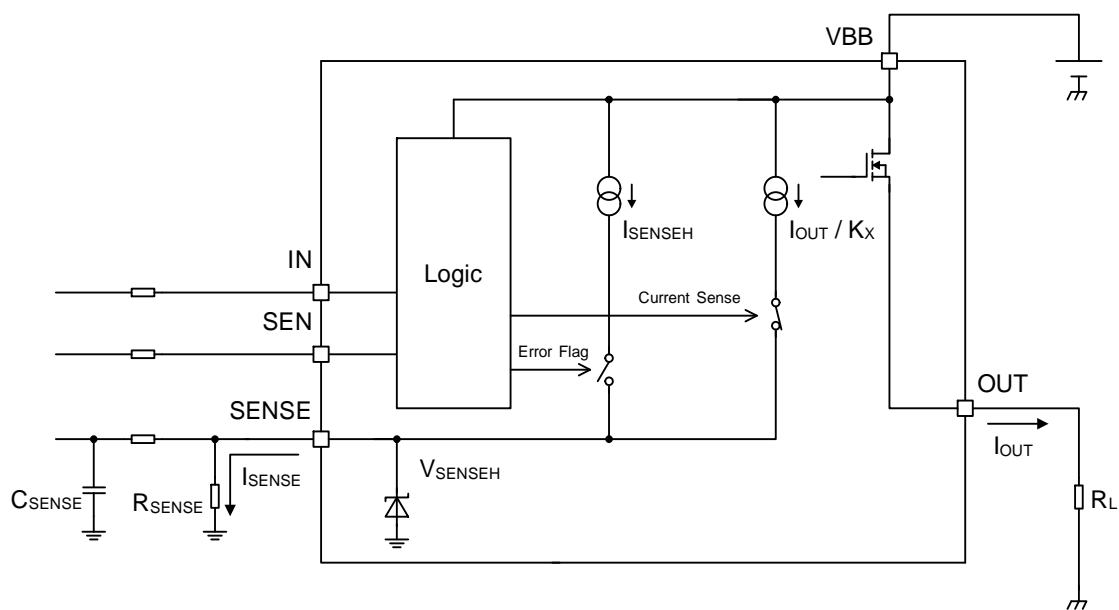 VBB
ISENSEH
IOUT / KX
IN
Logic
Current Sense
SEN
Error Flag
OUT
SENSE
IOUT
VSENSEH
ISENSE
CSENSE
RSENSE
RL